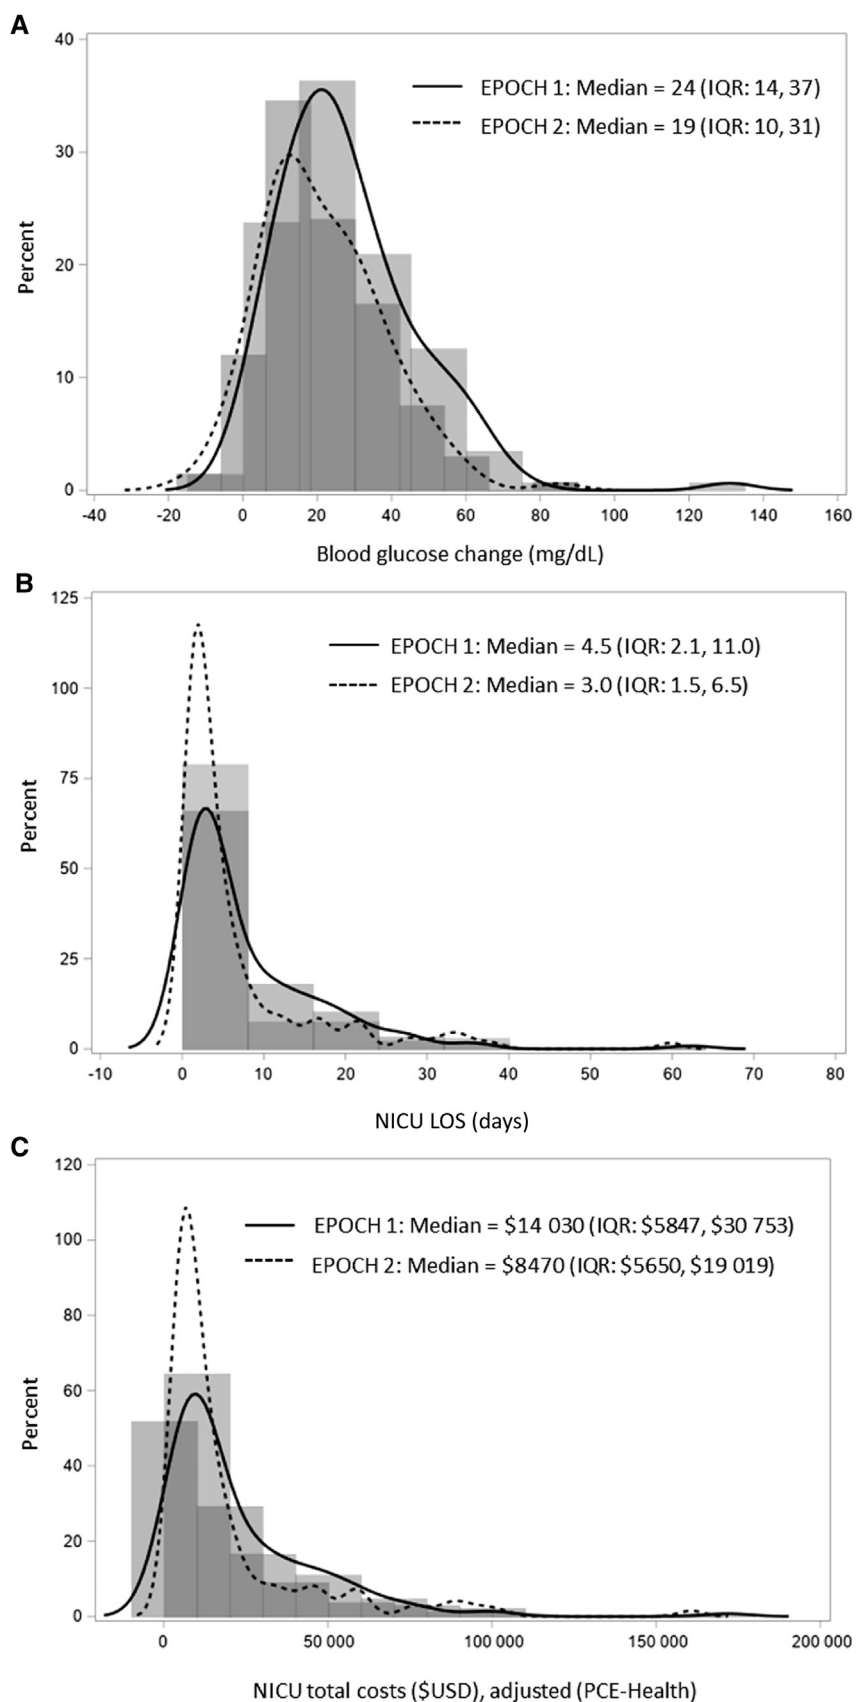 A
40
EPOCH 1: Median = 24 (IQR: 14, 37)
EPOCH 2: Median = 19 (IQR: 10, 31)
30
Percent
20
10
0
-40 -20 0 20 40 60 80 100 120 140 160
Blood glucose change (mg/dL)
B
125
EPOCH 1: Median = 4.5 (IQR: 2.1, 11.0)
EPOCH 2: Median = 3.0 (IQR: 1.5, 6.5)
100
75
Percent
50
25
0
-10 0 10 20 30 40 50 60 70 80
NICU LOS (days)
C
120
EPOCH 1: Median = $14 030 (IQR: $5847, $30 753)
EPOCH 2: Median = $8470 (IQR: $5650, $19 019)
100
80
60
Percent
40
20
0
0 50 000 100 000 150 000 200 000
NICU total costs ($USD), adjusted (PCE-Health)